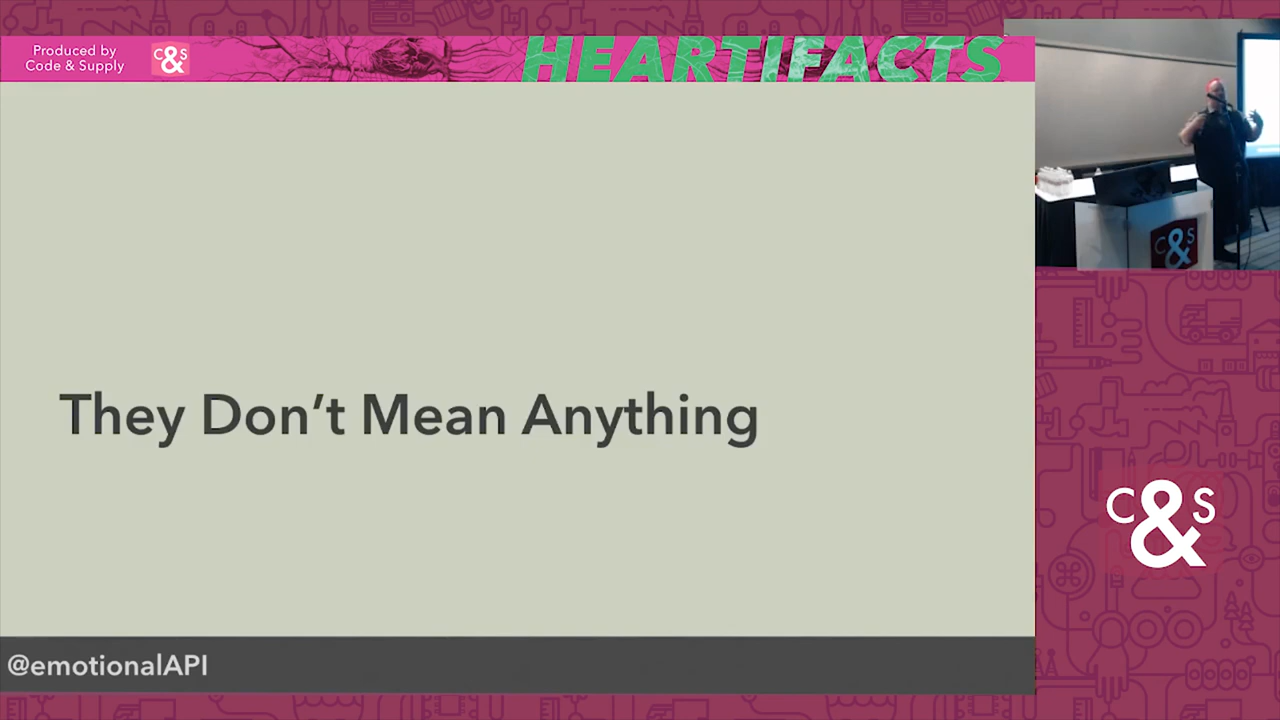 Produced by
Code & Supply
C&S
HEARTIFACTS
They Don't Mean Anything
@emotionalAPI
C&S
C&S